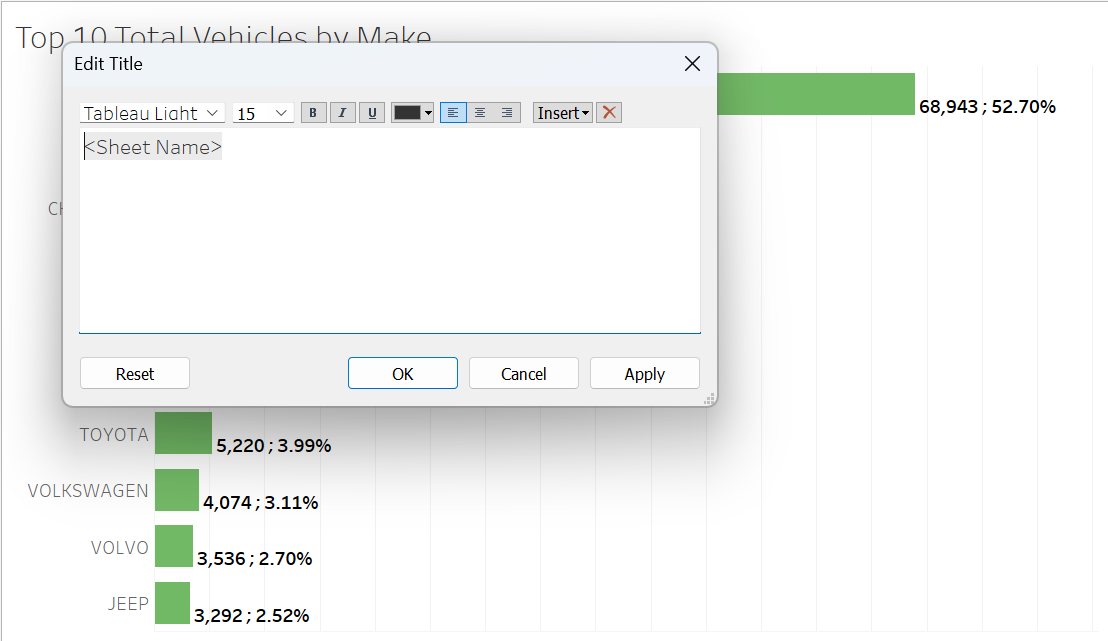 Top 10 Total Vehicles by Make
Edit Title
Tableau Light 15 B I U Insert
<Sheet Name>
68,943 ; 52.70%
CH
Reset OK Cancel Apply
TOYOTA 5,220 ; 3.99%
VOLKSWAGEN 4,074 ; 3.11%
VOLVO 3,536 ; 2.70%
JEEP 3,292 ; 2.52%